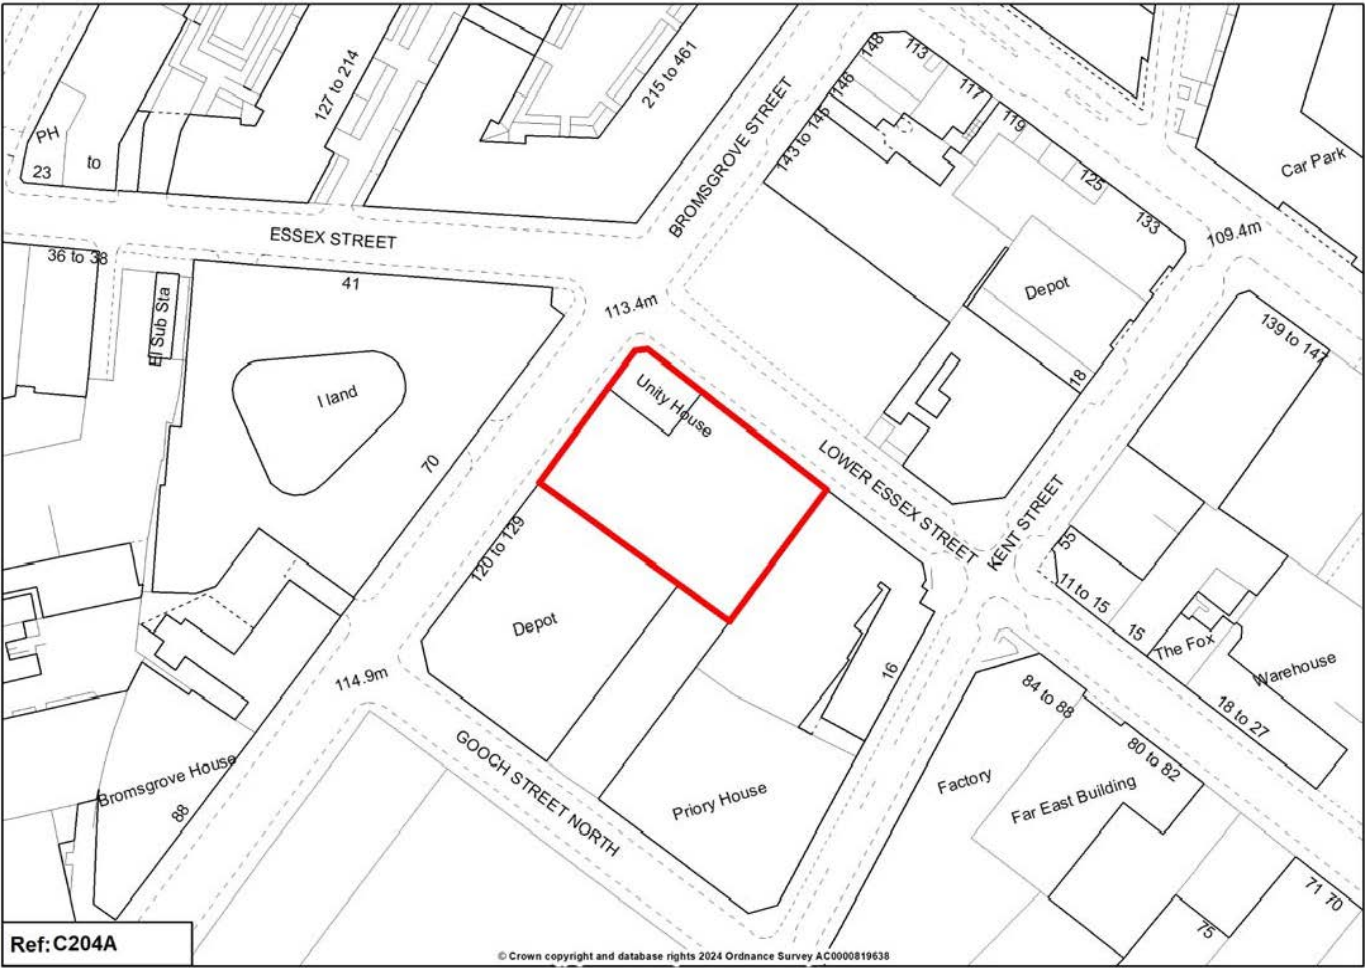 127 to 214
215 to 461
PH
23
to
BROMSGROVE STREET
148
113
146
117
119
143 to 145
125
133
Car Park
109.4m
ESSEX STREET
36 to 38
41
El Sub Sta
113.4m
Depot
139 to 147
18
I land
Unity House
70
LOWER ESSEX STREET
KENT STREET
120 to 129
55
11 to 15
15
The Fox
Warehouse
Depot
16
114.9m
84 to 88
18 to 27
80 to 82
GOOCH STREET NORTH
Bromsgrove House
88
Priory House
Factory
Far East Building
71 70
75
Ref: C204A
© Crown copyright and database rights 2024 Ordnance Survey AC0000819638